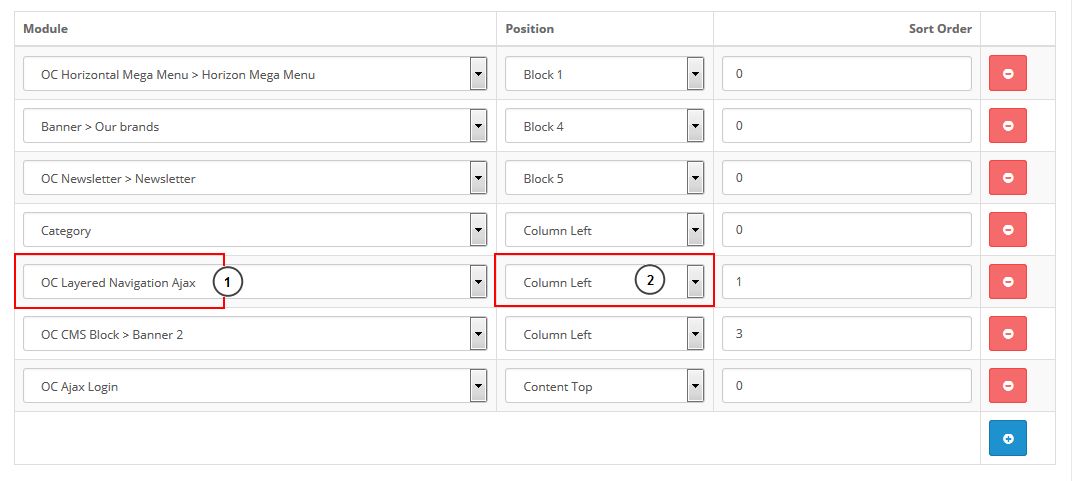 Module Position Sort Order
OC Horizontal Mega Menu > Horizon Mega Menu Block 1 0
Banner > Our brands Block 4 0
OC Newsletter > Newsletter Block 5 0
Category Column Left 0
OC Layered Navigation Ajax 1 Column Left 2 1
OC CMS Block > Banner 2 Column Left 3
OC Ajax Login Content Top 0